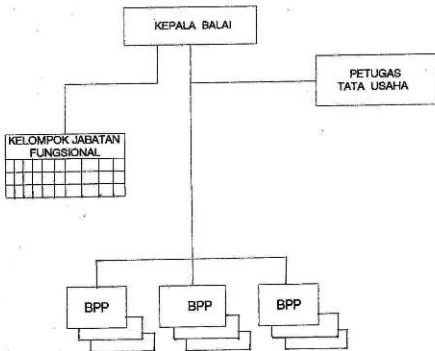 KEPALA BALAI
PETUGAS
TATA USAHA
KELOMPOK JABATAN
FUNGSIONAL
BPP
BPP
BPP